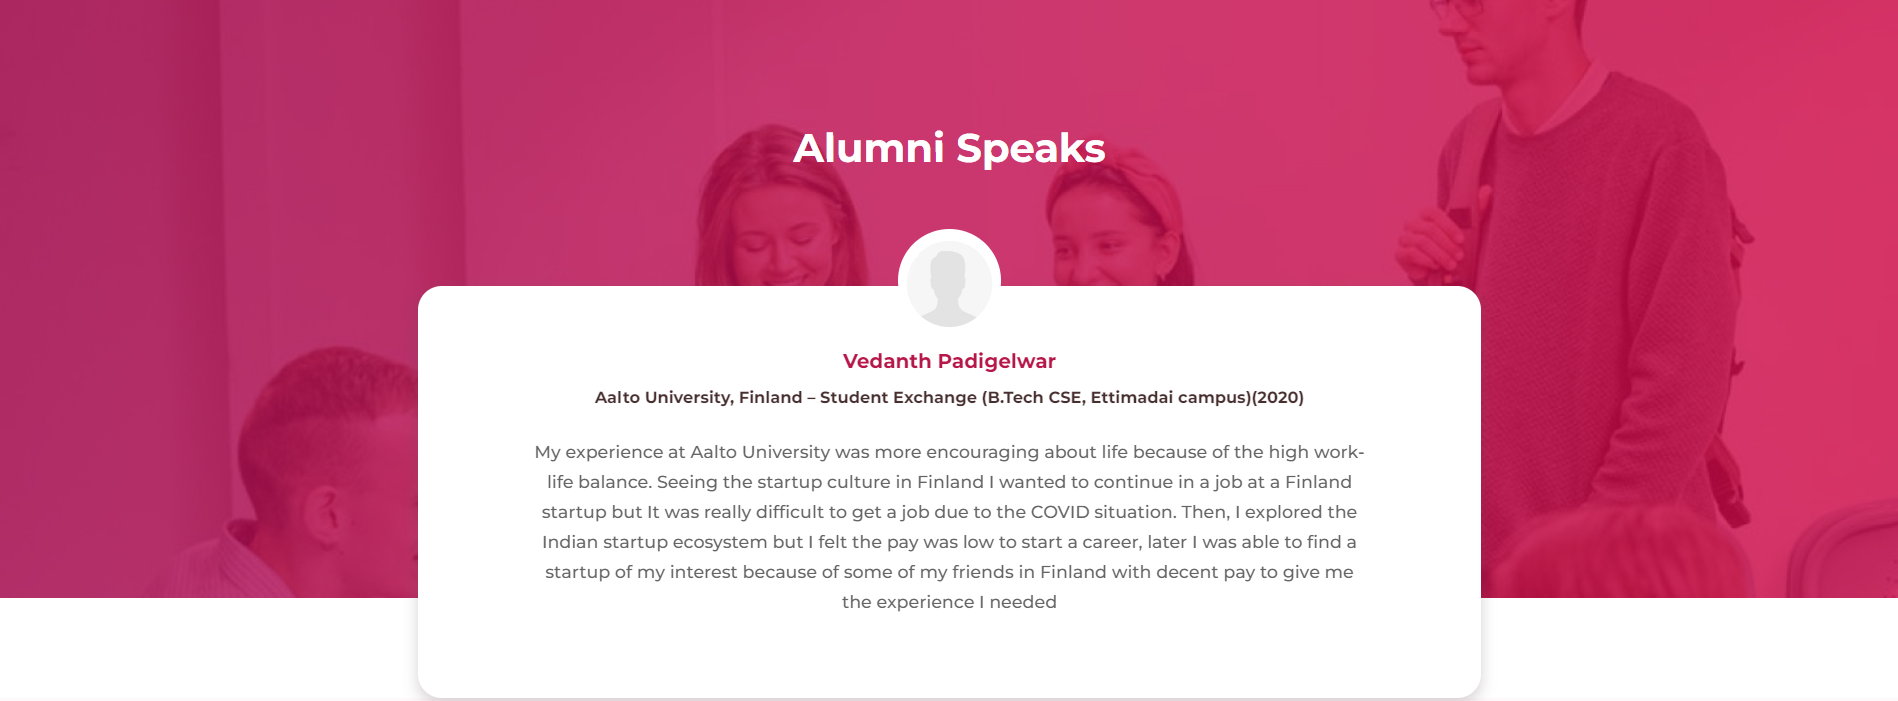 Alumni Speaks
Vedanth Padigelwar
Aalto University, Finland – Student Exchange (B.Tech CSE, Ettimadai campus)(2020)
My experience at Aalto University was more encouraging about life because of the high work-
life balance. Seeing the startup culture in Finland I wanted to continue in a job at a Finland
startup but It was really difficult to get a job due to the COVID situation. Then, I explored the
Indian startup ecosystem but I felt the pay was low to start a career, later I was able to find a
startup of my interest because of some of my friends in Finland with decent pay to give me
the experience I needed